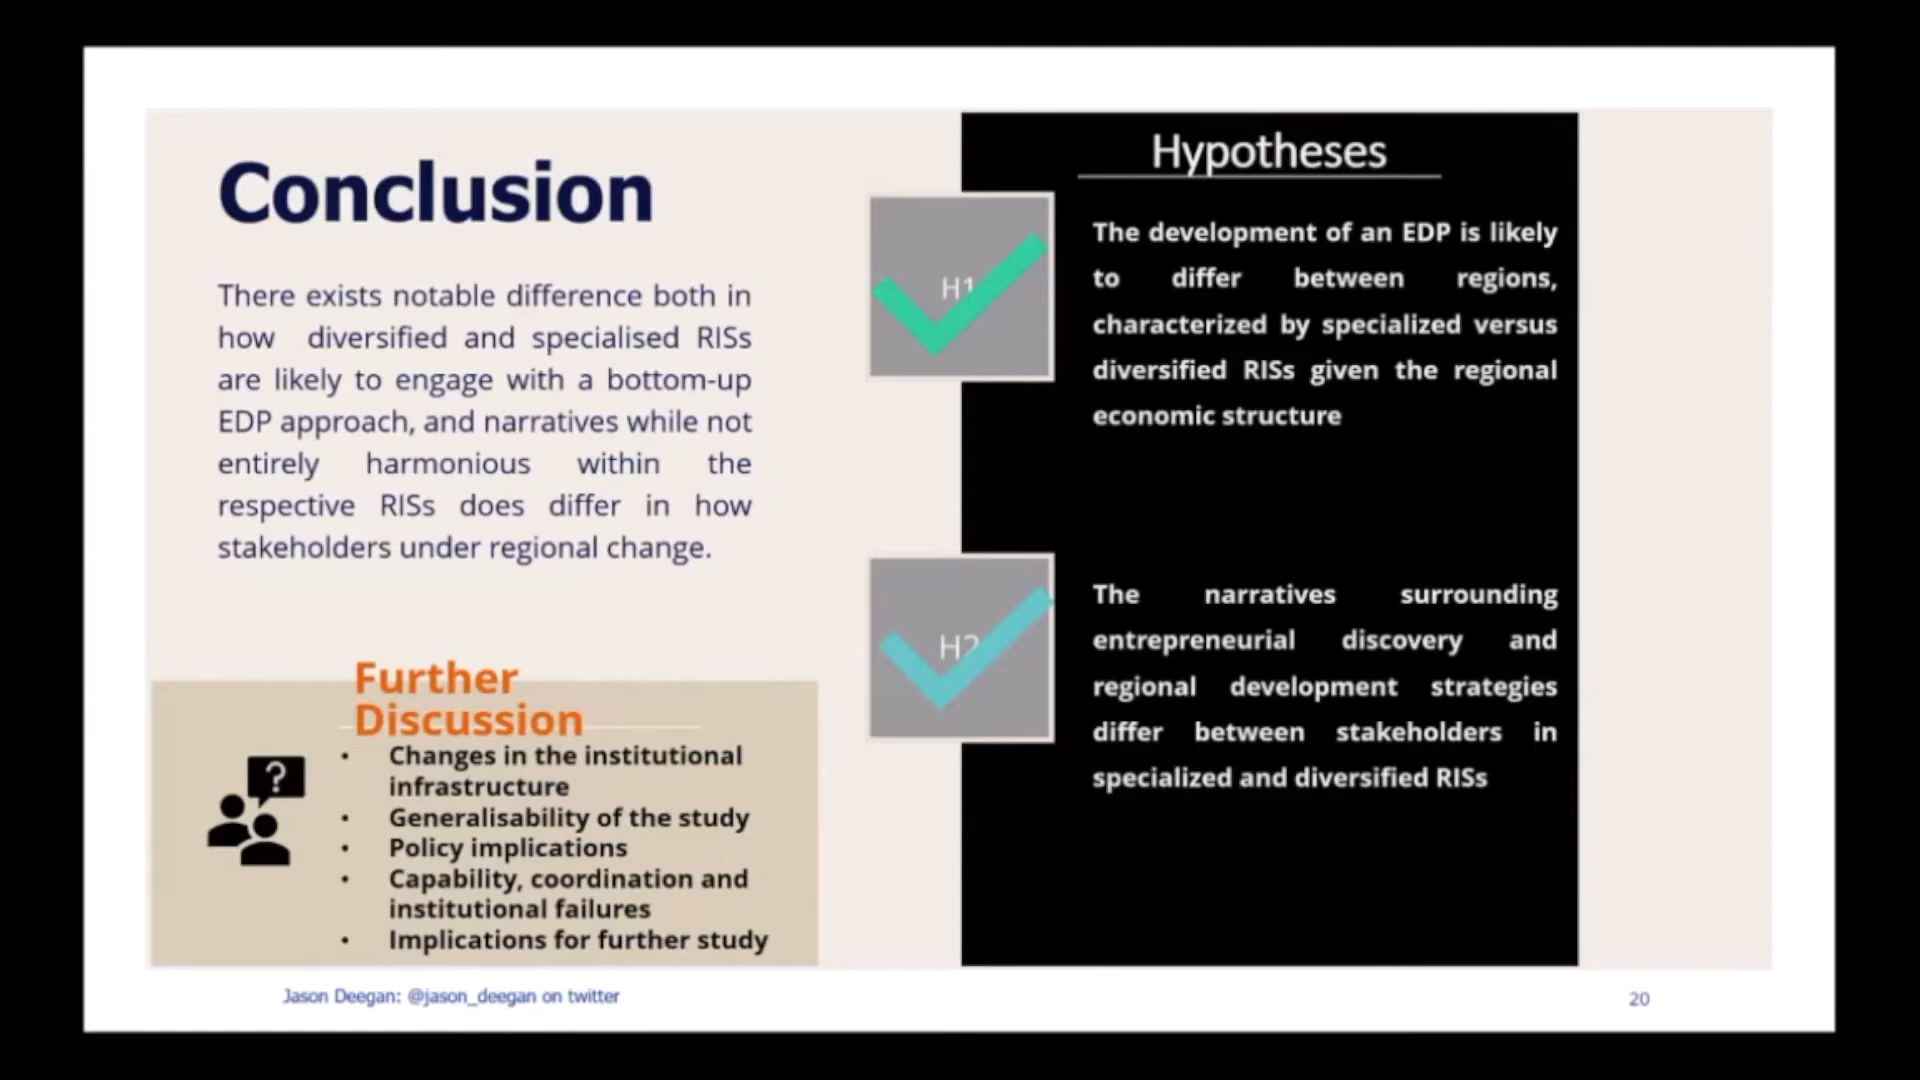 Conclusion
There exists notable difference both in
how diversified and specialised RISs
are likely to engage with a bottom-up
EDP approach, and narratives while not
entirely harmonious within the
respective RISs does differ in how
stakeholders under regional change.
Further
Discussion
• Changes in the institutional
infrastructure
• Generalisability of the study
• Policy implications
• Capability, coordination and
institutional failures
• Implications for further study
?
Hypotheses
H1
The development of an EDP is likely
to differ between regions,
characterized by specialized versus
diversified RISs given the regional
economic structure
H2
The narratives surrounding
entrepreneurial discovery and
regional development strategies
differ between stakeholders in
specialized and diversified RISs
Jason Deegan: @jason_deegan on twitter
20